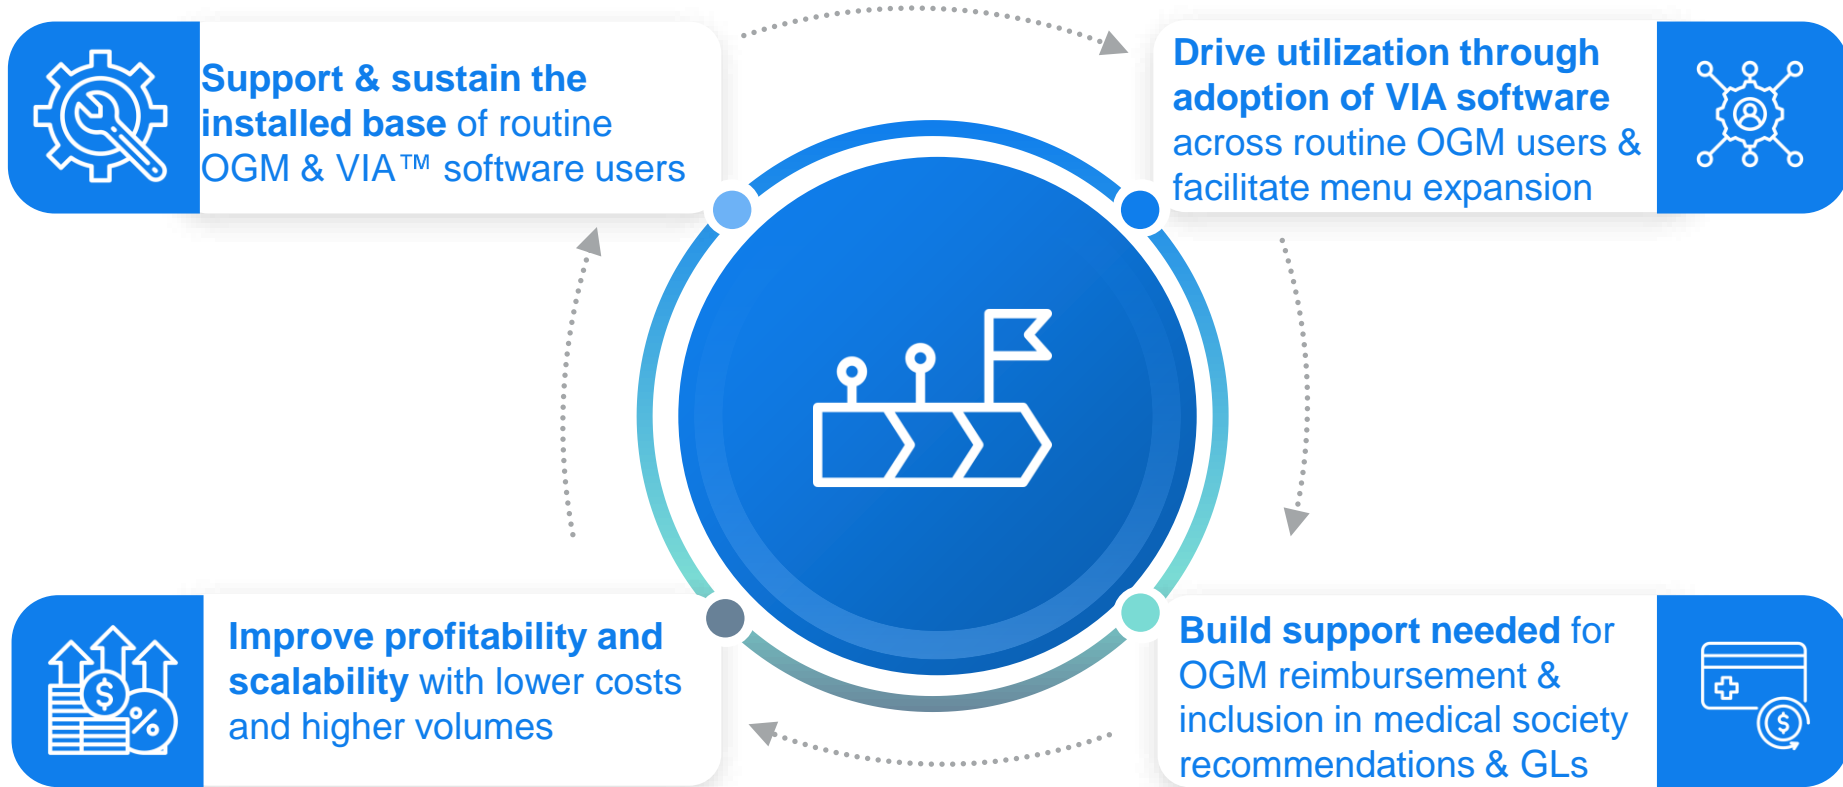 Support & sustain the
installed base of routine
OGM & VIA™ software users
Drive utilization through
adoption of VIA software
across routine OGM users &
facilitate menu expansion
Improve profitability and
scalability with lower costs
and higher volumes
Build support needed for
OGM reimbursement &
inclusion in medical society
recommendations & GLs